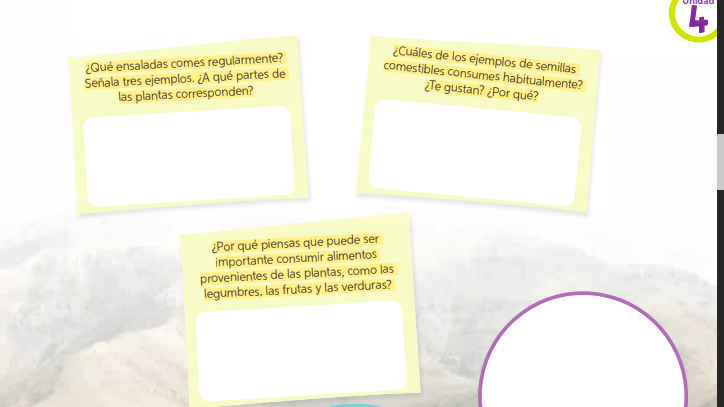 Unidad
4
¿Qué ensaladas comes regularmente?
Señala tres ejemplos. ¿A qué partes de
las plantas corresponden?
¿Cuáles de los ejemplos de semillas
comestibles consumes habitualmente?
¿Te gustan? ¿Por qué?
¿Por qué piensas que puede ser
importante consumir alimentos
provenientes de las plantas, como las
legumbres, las frutas y las verduras?